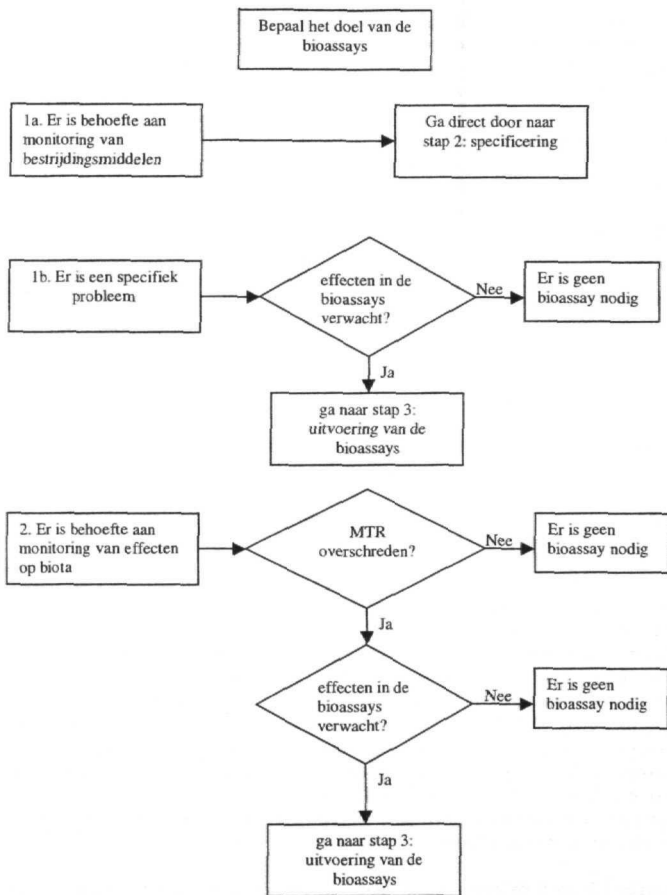 Bepaal het doel van de
bioassays
1a. Er is behoefte aan
monitoring van
bestrijdingsmiddelen
Ga direct door naar
stap 2: specificering
1b. Er is een specifiek
probleem
effecten in de
bioassays
verwacht?
Nee
Er is geen
bioassay nodig
Ja
ga naar stap 3:
uitvoering van de
bioassays
2. Er is behoefte aan
monitoring van effecten
op biota
MTR
overschreden?
Nee
Er is geen
bioassay nodig
Ja
effecten in de
bioassays
verwacht?
Nee
Er is geen
bioassay nodig
Ja
ga naar stap 3:
uitvoering van de
bioassays